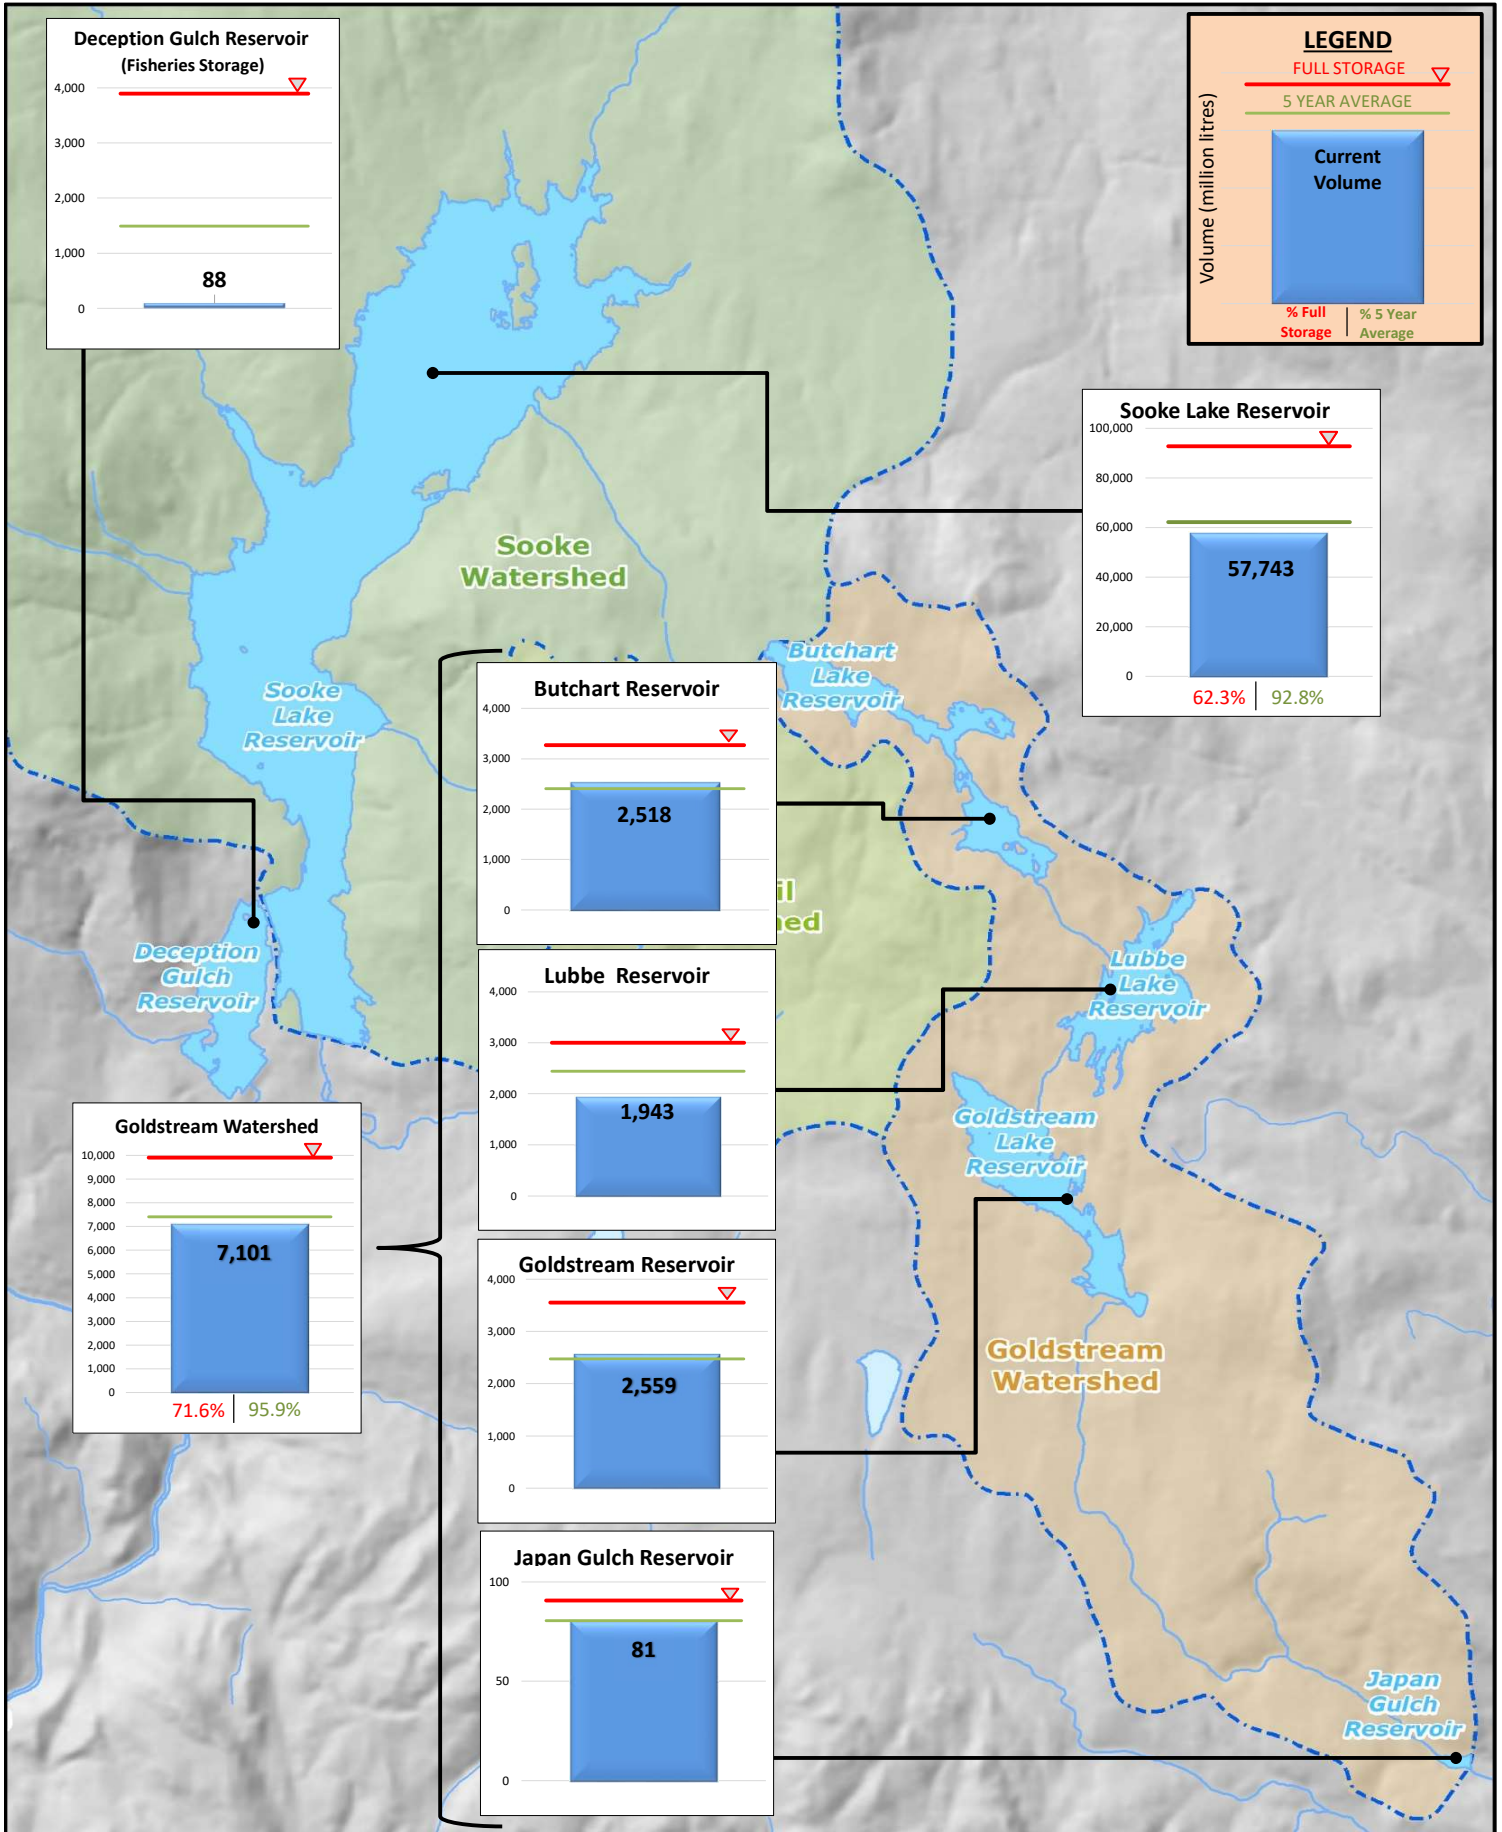 Deception Gulch Reservoir
(Fisheries Storage)
4,000
3,000
2,000
1,000
0
88
LEGEND
FULL STORAGE
5 YEAR AVERAGE
Current
Volume
Volume (million litres)
% Full
Storage
% 5 Year
Average
Sooke Lake Reservoir
100,000
80,000
60,000
40,000
20,000
0
57,743
62.3%
92.8%
Sooke
Watershed
Sooke
Lake
Reservoir
Butchart
Lake
Reservoir
Butchart Reservoir
4,000
3,000
2,000
1,000
0
2,518
il
ed
Deception
Gulch
Reservoir
Lubbe Reservoir
4,000
3,000
2,000
1,000
0
1,943
Lubbe
Lake
Reservoir
Goldstream Watershed
10,000
9,000
8,000
7,000
6,000
5,000
4,000
3,000
2,000
1,000
0
7,101
71.6%
95.9%
Goldstream
Lake
Reservoir
Goldstream Reservoir
4,000
3,000
2,000
1,000
0
2,559
Goldstream
Watershed
Japan Gulch Reservoir
100
50
0
81
Japan
Gulch
Reservoir